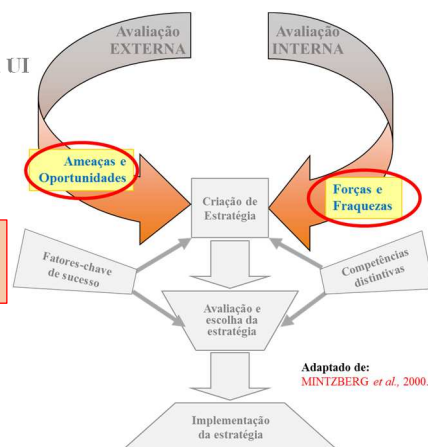 Avaliação
EXTERNA
Avaliação
INTERNA
UI
Ameaças e
Oportunidades
Forças e
Fraquezas
Criação de
Estratégia
Fatores-chave
de sucesso
Competências
distintivas
Avaliação e
escolha da
estratégia
Adaptado de:
MINTZBERG et al., 2000.
Implementação
da estratégia